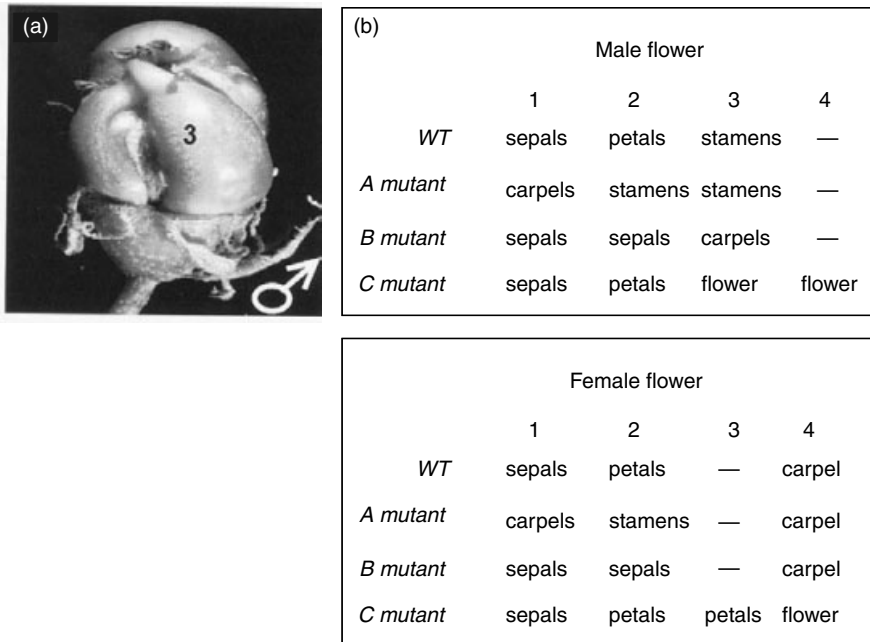 (a)
3
♂
(b)
Male flower
1 2 3 4
WT sepals petals stamens —
A mutant carpels stamens stamens —
B mutant sepals sepals carpels —
C mutant sepals petals flower flower
Female flower
1 2 3 4
WT sepals petals — carpel
A mutant carpels stamens — carpel
B mutant sepals sepals — carpel
C mutant sepals petals petals flower